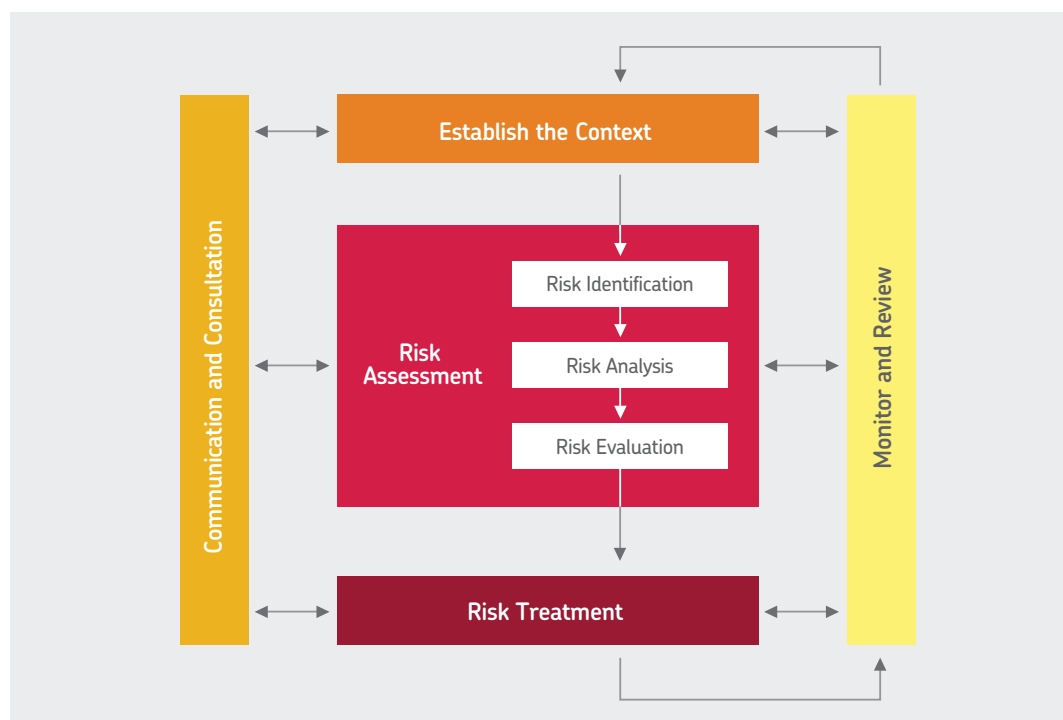 Establish the Context
Communication and Consultation
Risk
Assessment
Risk Identification
Risk Analysis
Risk Evaluation
Monitor and Review
Risk Treatment